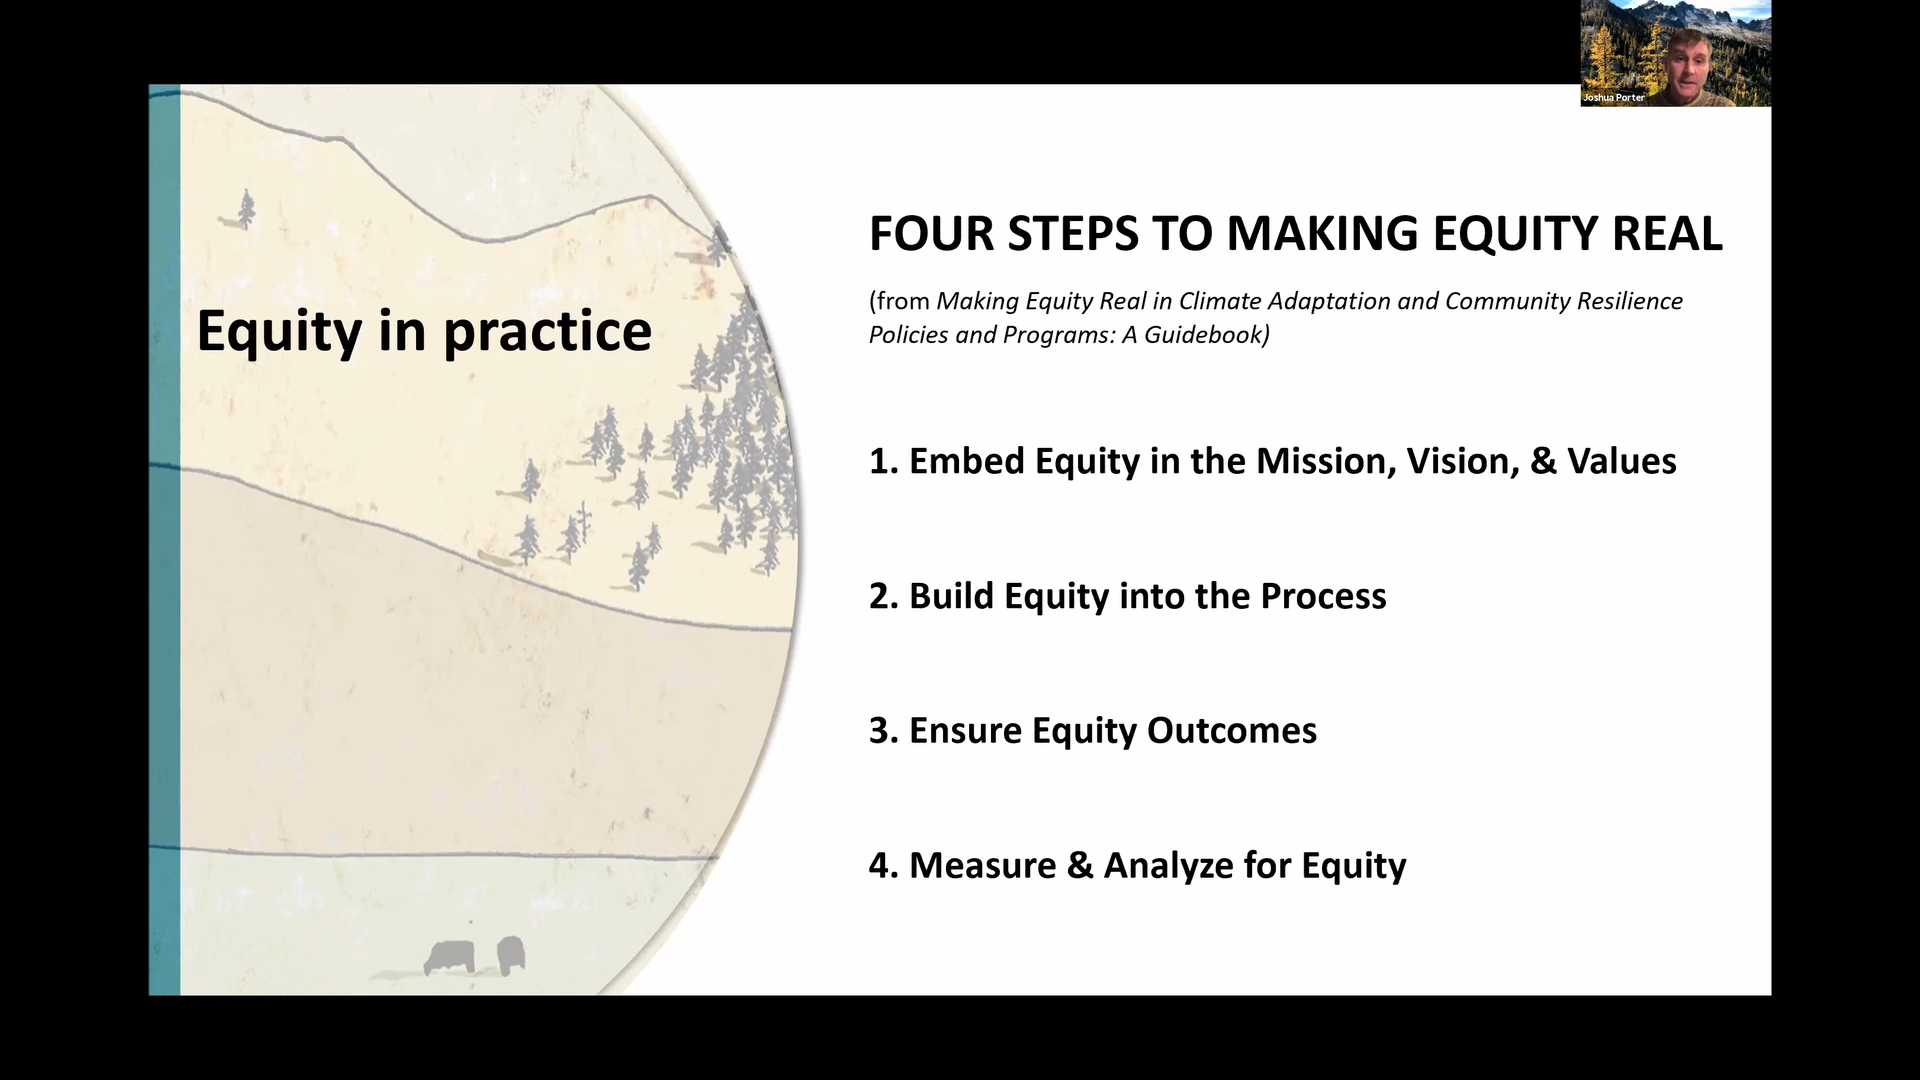 Joshua Porter
Equity in practice
FOUR STEPS TO MAKING EQUITY REAL
(from Making Equity Real in Climate Adaptation and Community Resilience
Policies and Programs: A Guidebook)
1. Embed Equity in the Mission, Vision, & Values
2. Build Equity into the Process
3. Ensure Equity Outcomes
4. Measure & Analyze for Equity